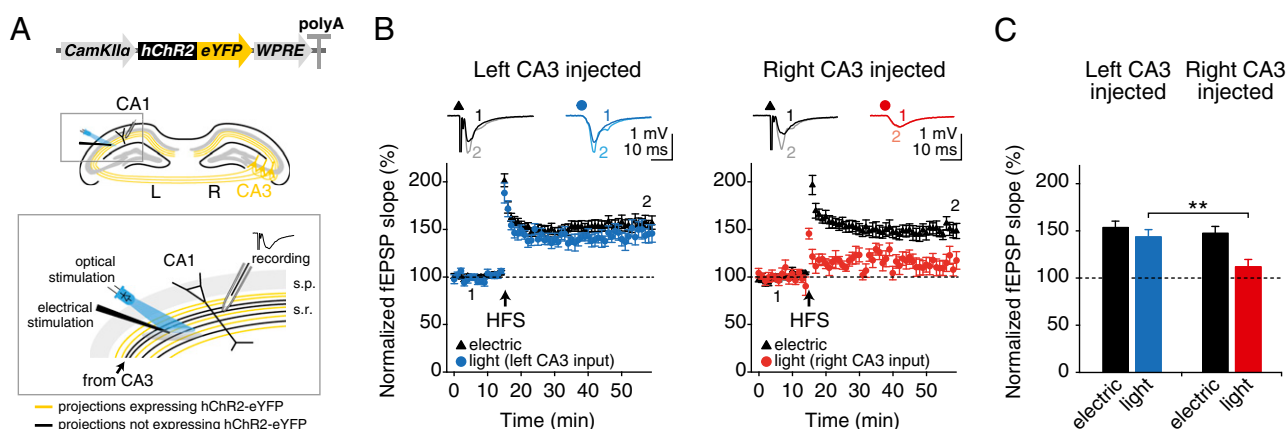 A
polyA
CamKIIα hChR2 eYFP WPRE
CA1
L R CA3
recording
CA1
optical
stimulation
s.p.
s.r.
electrical
stimulation
from CA3
projections expressing hChR2-eYFP
projections not expressing hChR2-eYFP
B
Left CA3 injected
1
2
1
2
1 mV
10 ms
Normalized fEPSP slope (%)
200
150
100
50
0
2
1
HFS
electric
light (left CA3 input)
0 10 20 30 40 50
Time (min)
Right CA3 injected
1
2
1
2
1 mV
10 ms
Normalized fEPSP slope (%)
200
150
100
50
0
2
1
HFS
electric
light (right CA3 input)
0 10 20 30 40 50
Time (min)
C
Left CA3 injected
Right CA3 injected
Normalized fEPSP slope (%)
200
150
100
50
0
**
electric
light
electric
light